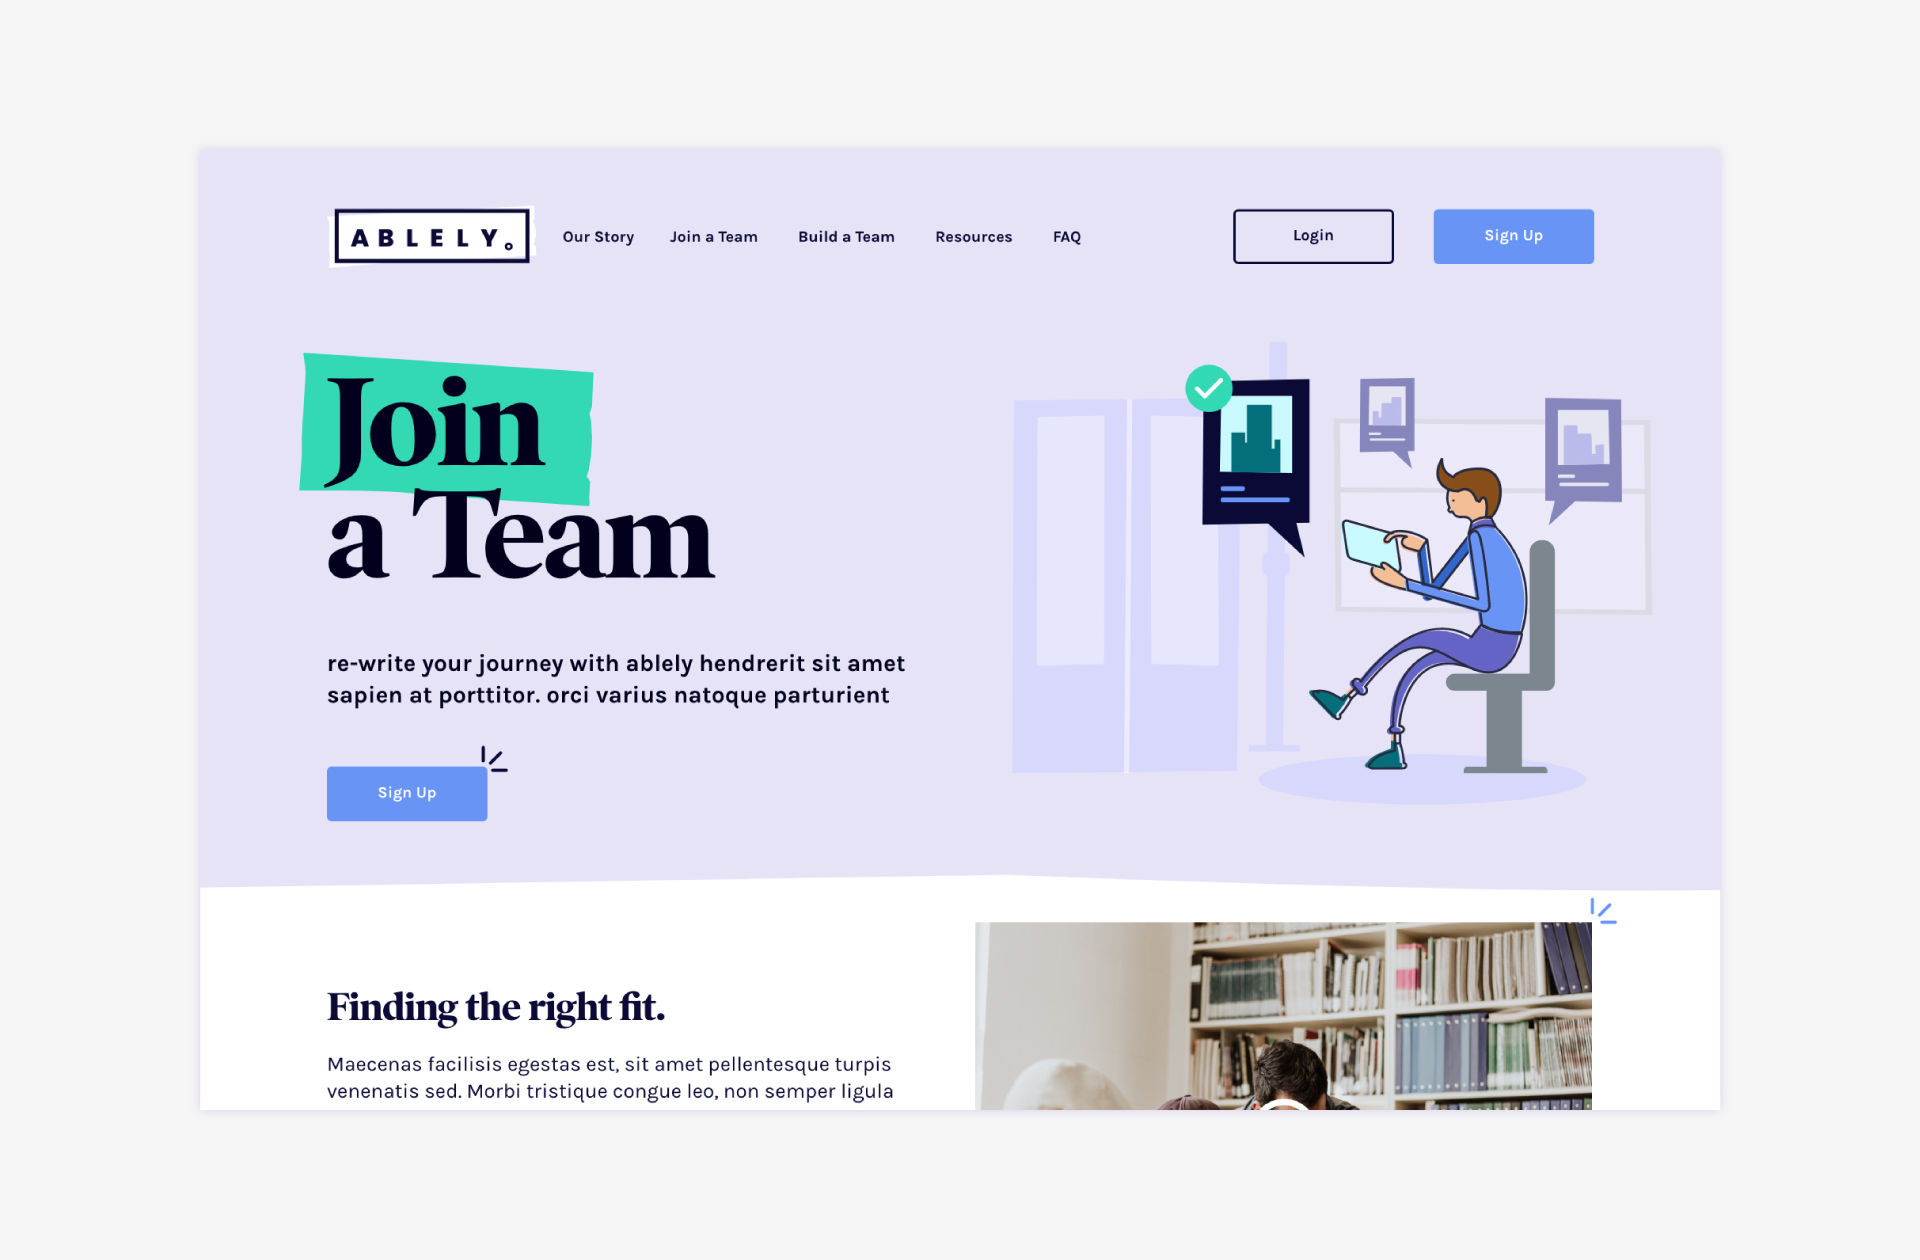 ABLELY.
Our Story
Join a Team
Build a Team
Resources
FAQ
Login
Sign Up
Join
a Team
re-write your journey with ablely hendrerit sit amet
sapien at porttitor. orci varius natoque parturient
Sign Up
Finding the right fit.
Maecenas facilisis egestas est, sit amet pellentesque turpis
venenatis sed. Morbi tristique congue leo, non semper ligula